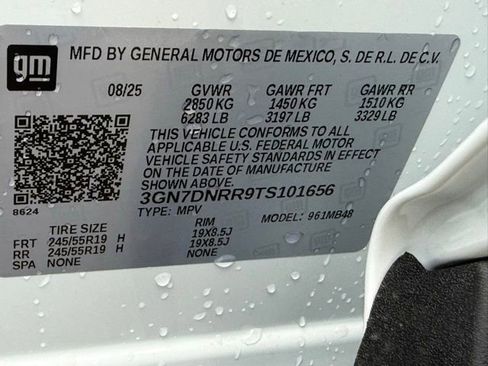 gm
MFD BY GENERAL MOTORS DE MEXICO, S. DE R.L. DE C.V.
08/25 GVWR GAWR FRT GAWR RR
2850 KG 1450 KG 1510 KG
6283 LB 3197 LB 3329 LB
THIS VEHICLE CONFORMS TO ALL
APPLICABLE U.S. FEDERAL MOTOR
VEHICLE SAFETY STANDARDS IN EFFECT
ON THE DATE OF MANUFACTURE SHOWN ABOVE.
3GN7DNRR9TS101656
8624 TYPE: MPV MODEL: 961MB48
TIRE SIZE RIM
FRT 245/55R19 H 19X8.5J
RR 245/55R19 H 19X8.5J
SPA NONE NONE